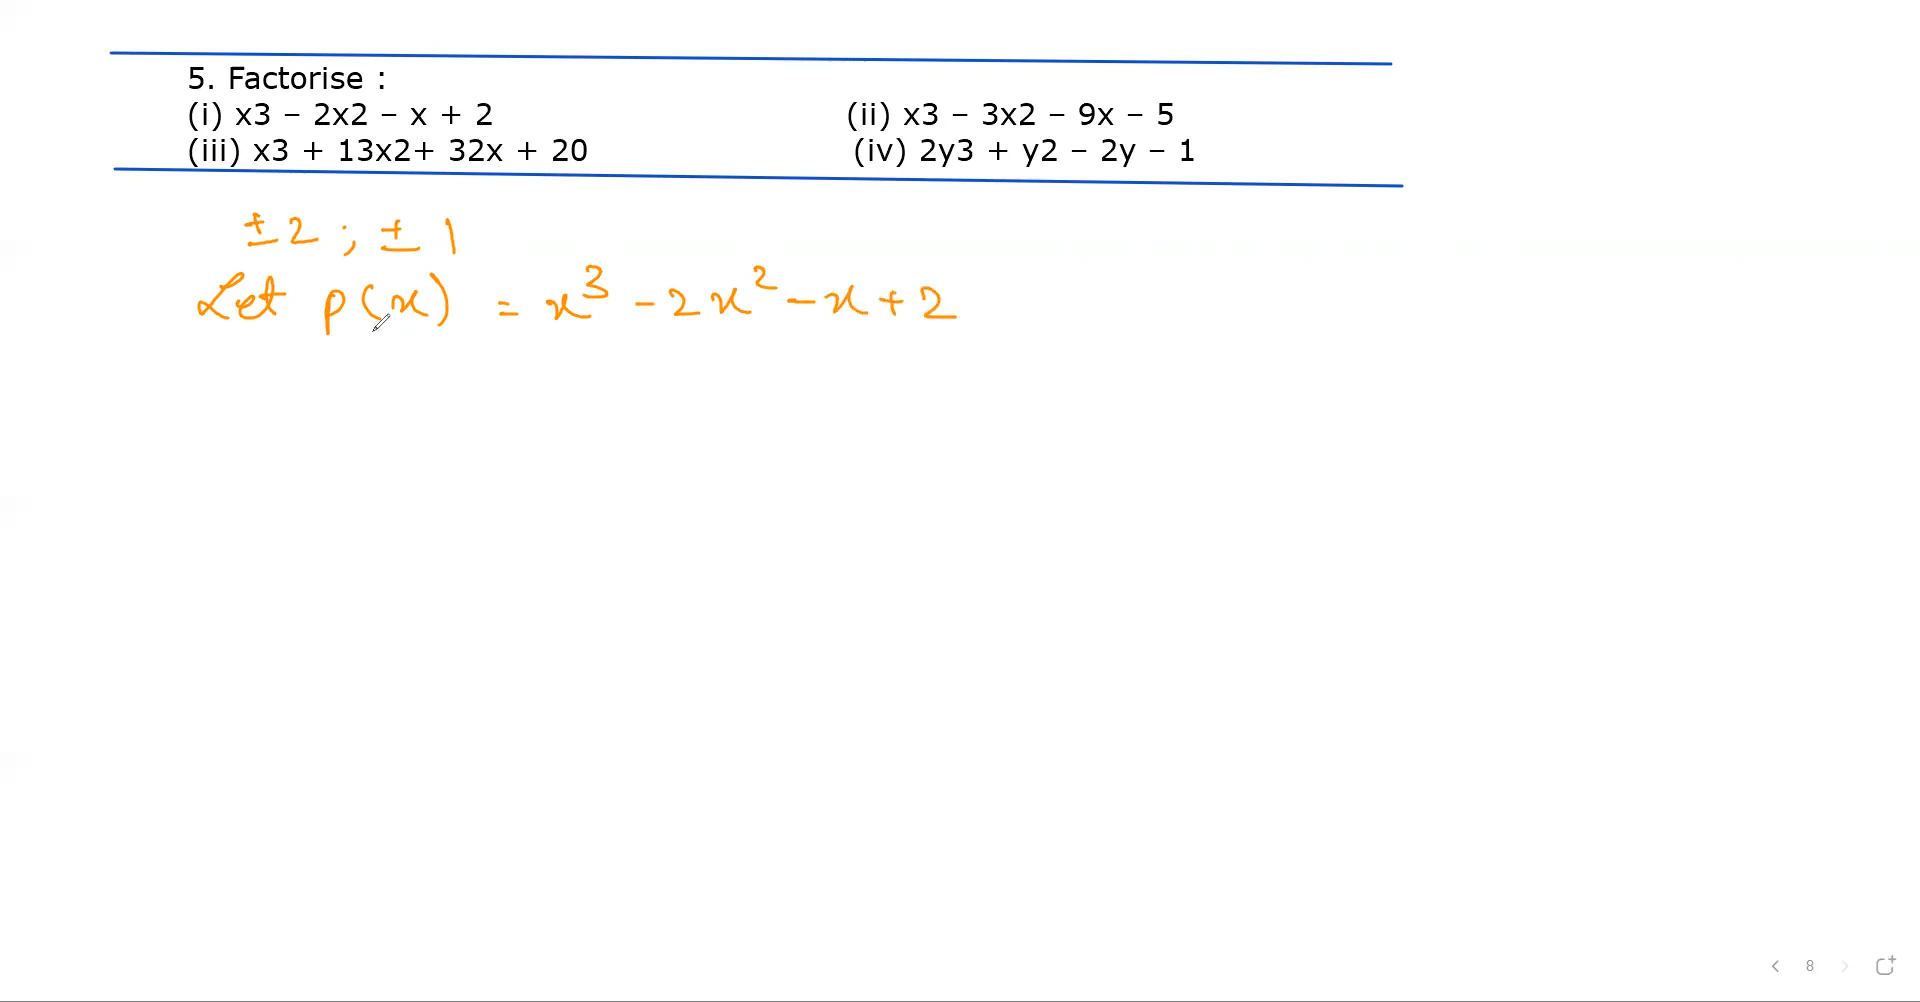 5. Factorise :
(i) x3 – 2x2 – x + 2 (ii) x3 – 3x2 – 9x – 5
(iii) x3 + 13x2+ 32x + 20 (iv) 2y3 + y2 – 2y – 1
±2 ; ± 1
Let p(x) = x³ - 2x² - x + 2
8